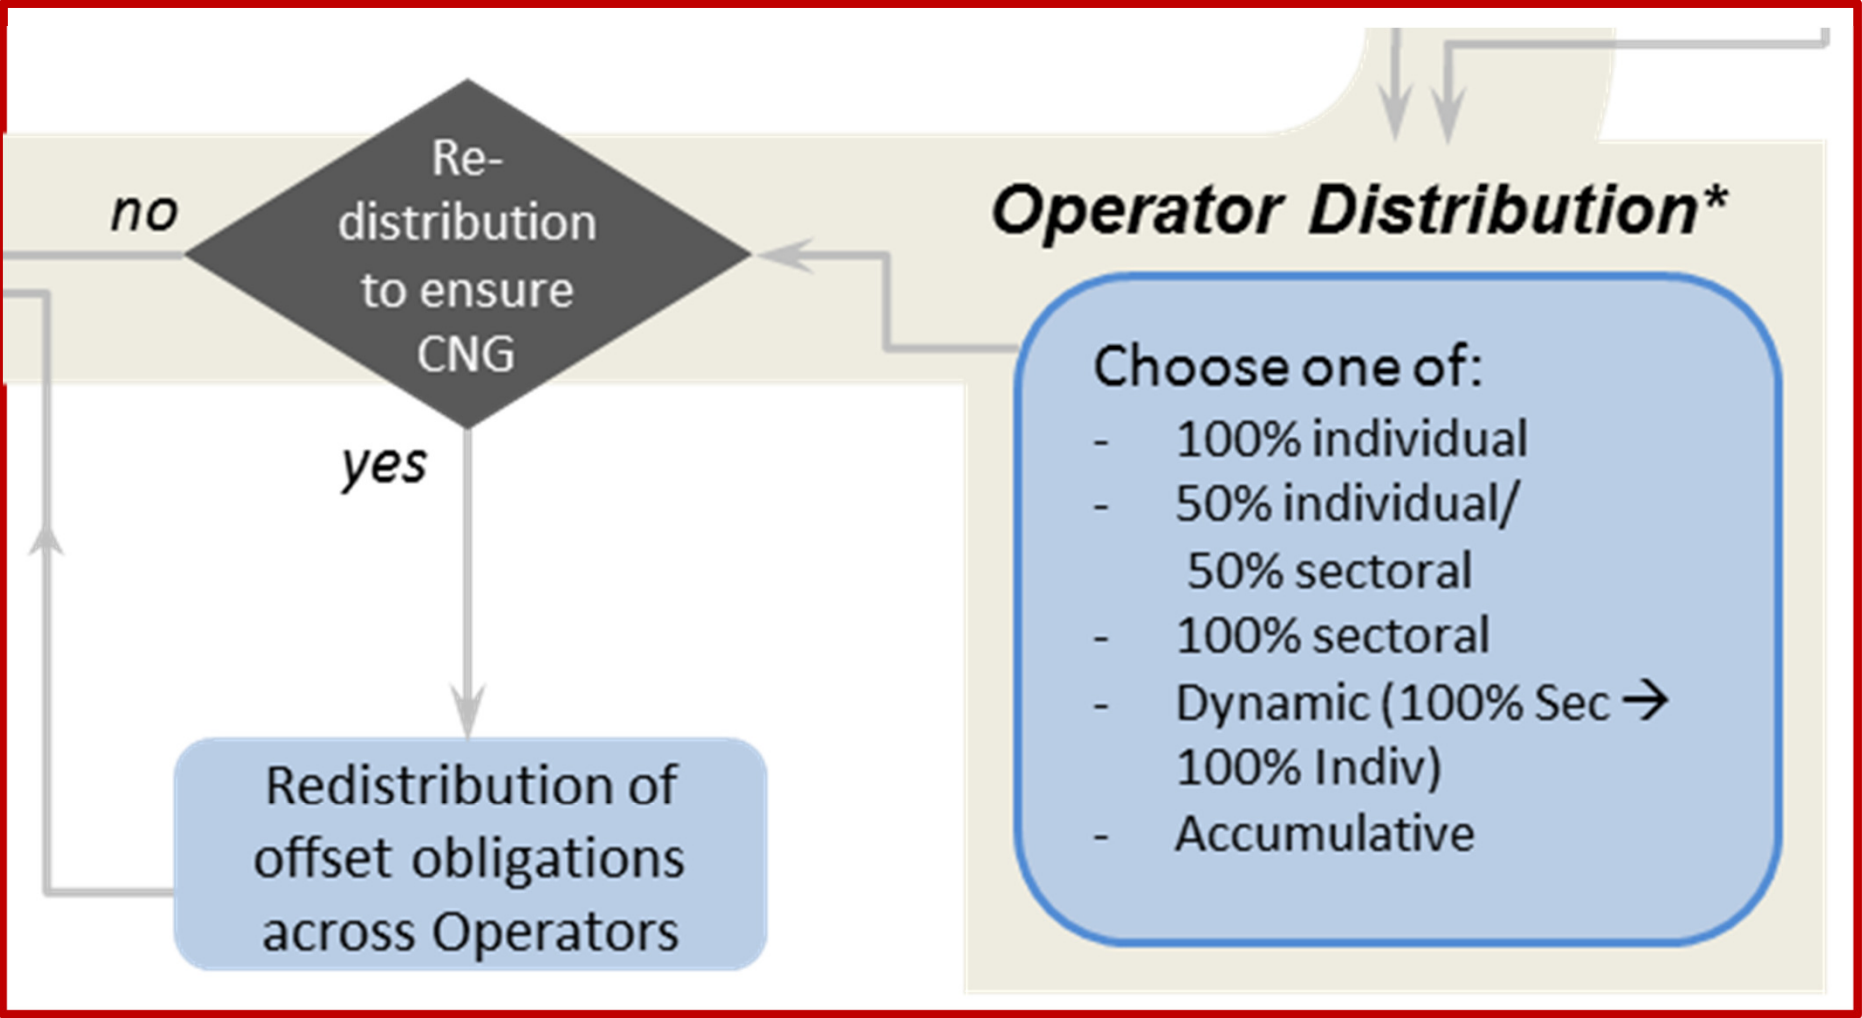 Re-
distribution
to ensure
CNG
no
yes
Redistribution of
offset obligations
across Operators
Operator Distribution*
Choose one of:
- 100% individual
- 50% individual/
50% sectoral
- 100% sectoral
- Dynamic (100% Sec →
100% Indiv)
- Accumulative